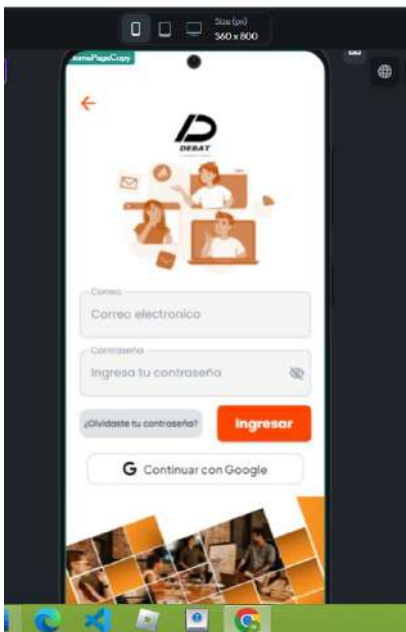 Size (px)
360 x 800
HomePageCopy
DEBAT
Correo
Correo electronico
Contraseña
Ingresa tu contraseña
¿Olvidaste tu contraseña?
Ingresar
G Continuar con Google